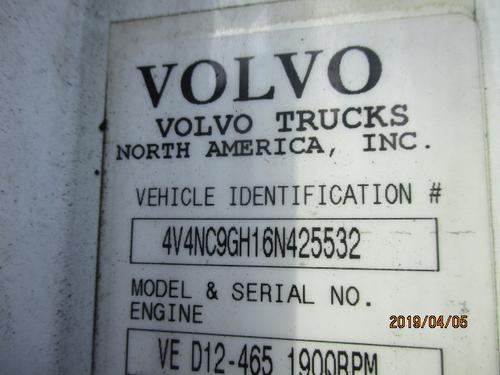 VOLVO
VOLVO TRUCKS
NORTH AMERICA, INC.
VEHICLE IDENTIFICATION #
4V4NC9GH16N425532
MODEL & SERIAL NO.
ENGINE
2019/04/05
VE D12-465 1900RPM